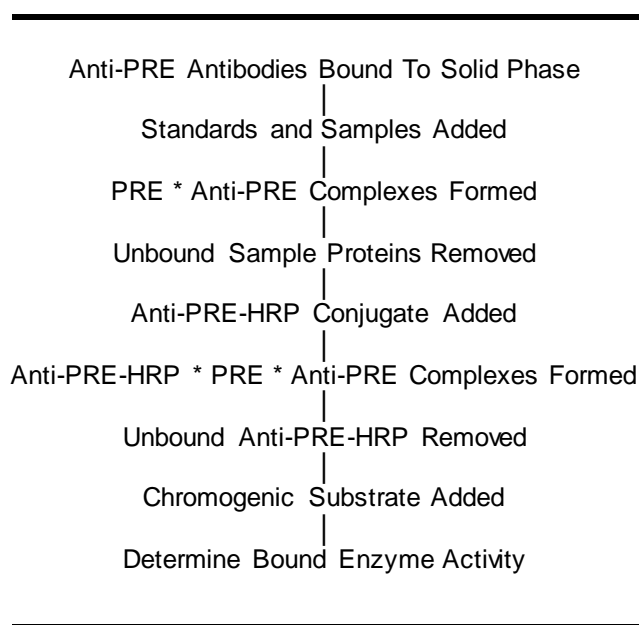 Anti-PRE Antibodies Bound To Solid Phase
Standards and Samples Added
PRE * Anti-PRE Complexes Formed
Unbound Sample Proteins Removed
Anti-PRE-HRP Conjugate Added
Anti-PRE-HRP * PRE * Anti-PRE Complexes Formed
Unbound Anti-PRE-HRP Removed
Chromogenic Substrate Added
Determine Bound Enzyme Activity